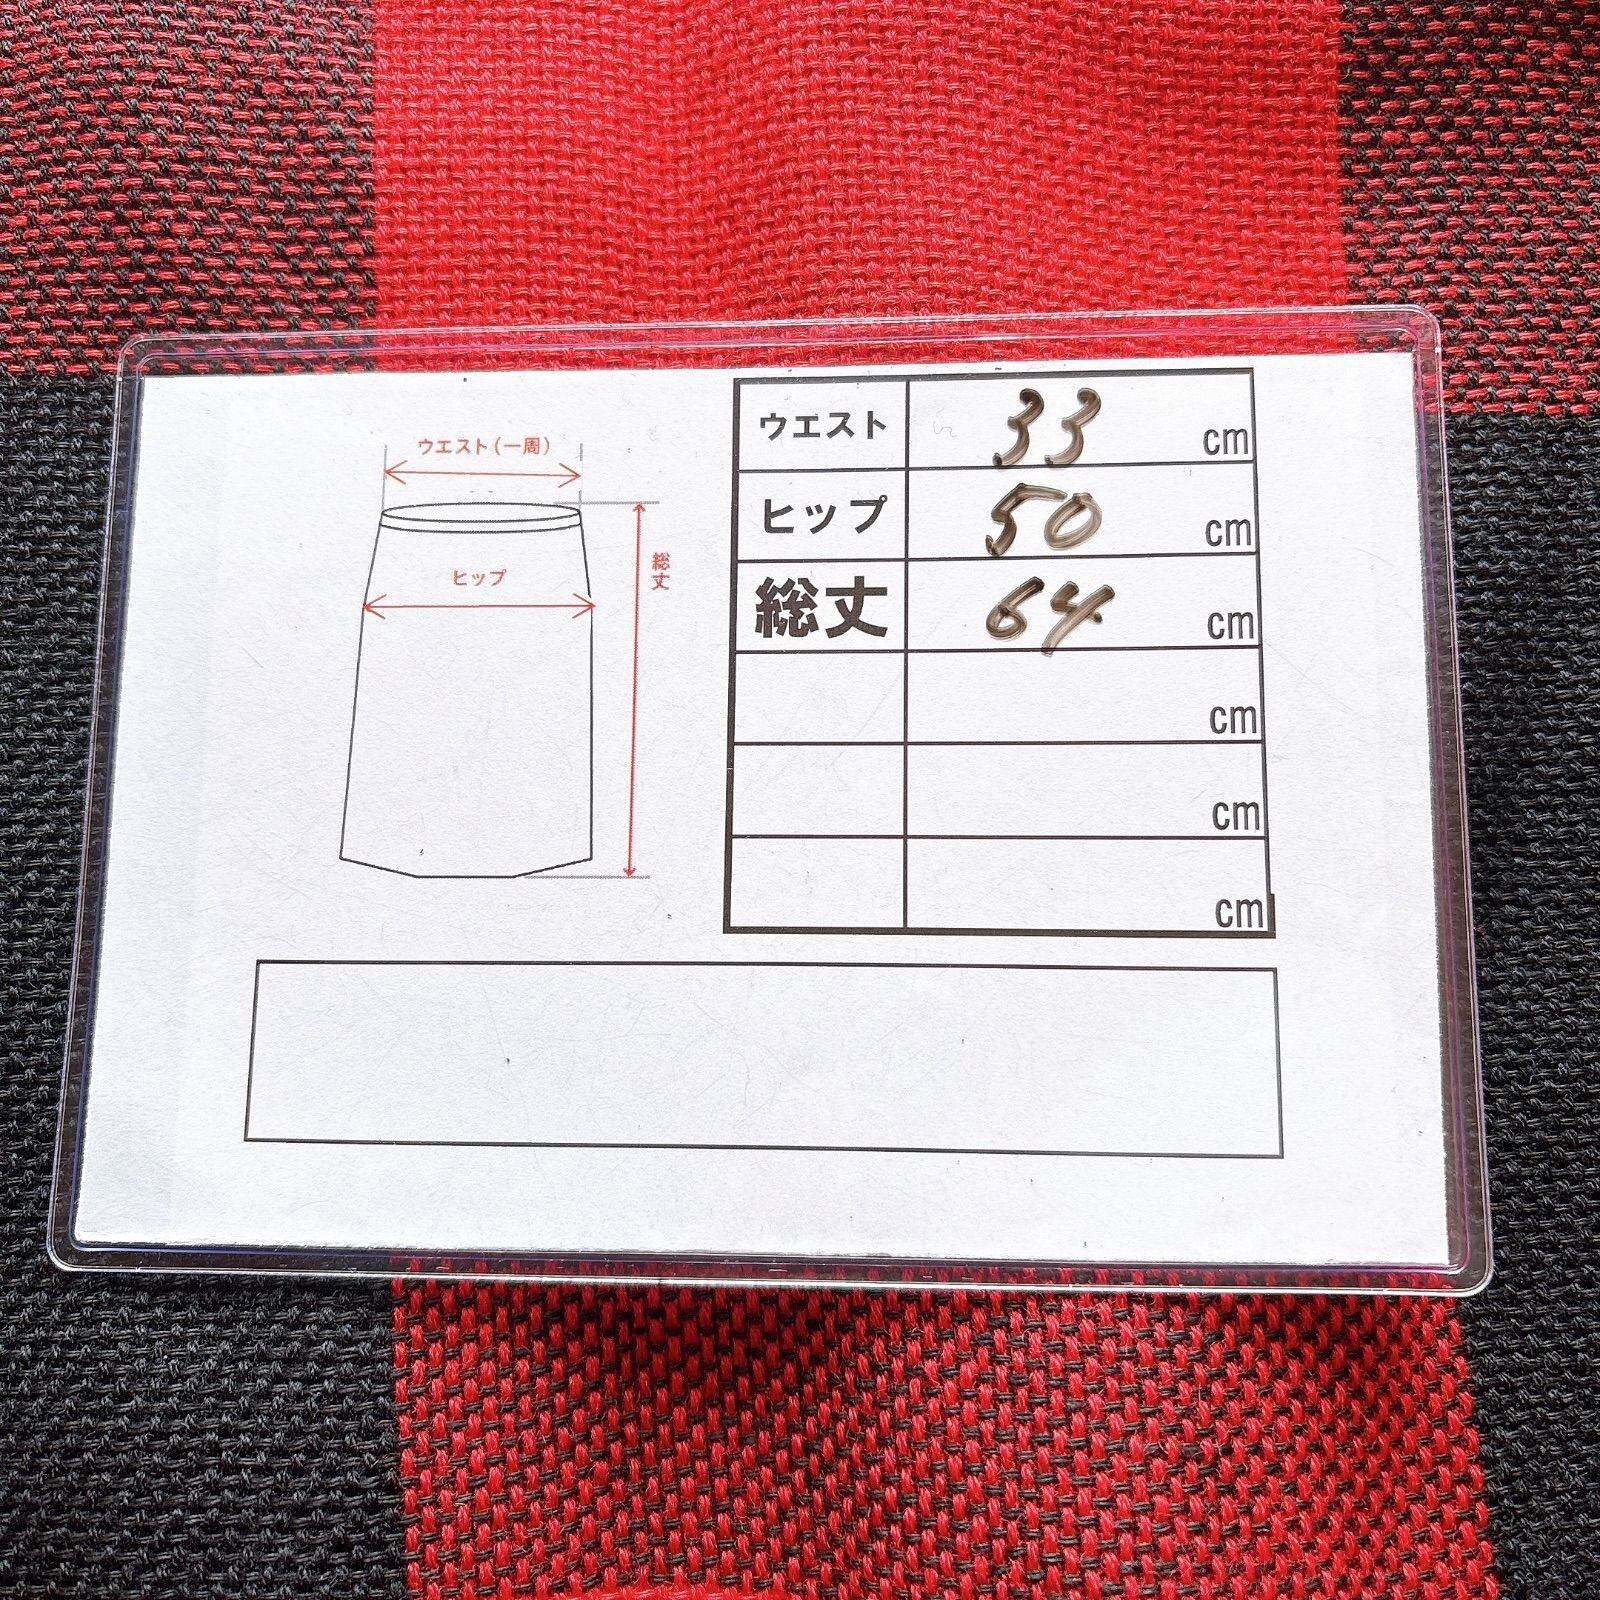 ウエスト(一周)
ヒップ
総丈
ウエスト 33 cm
ヒップ 50 cm
総丈 64 cm
cm
cm
cm